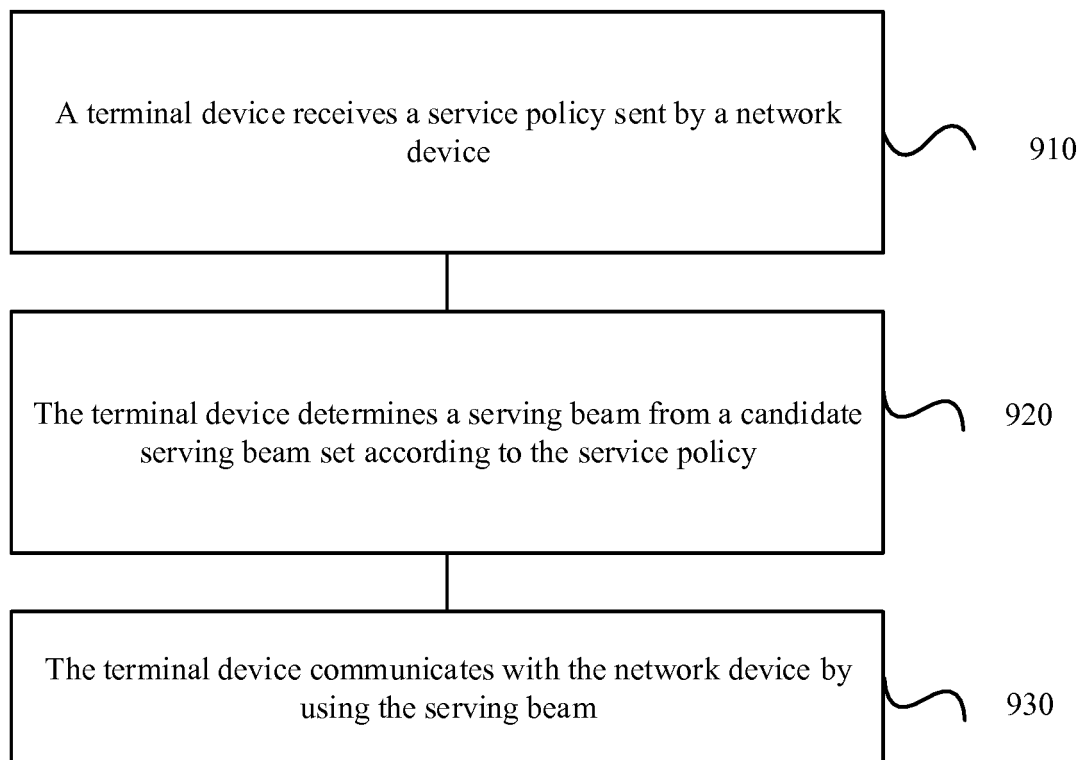 A terminal device receives a service policy sent by a network
device
910
The terminal device determines a serving beam from a candidate
serving beam set according to the service policy
920
The terminal device communicates with the network device by
using the serving beam
930